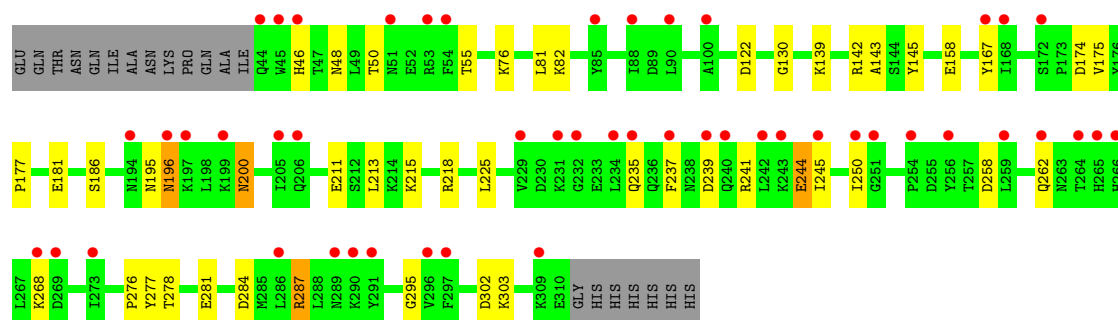 GLU GLN THR ASN GLN ILE ALA ASN LYS PRO GLN ALA ILE Q44 W45 H46 T47 N48 L49 T50 N51 E52 R53 F54 T55 K76 L81 K82 Y85 I88 D89 L90 A100 D122 G130 K139 R142 A143 S144 Y145 E158 Y167 I168 S172 P173 D174 V175 Y176
P177 E181 S186 N194 N195 N196 K197 L198 K199 N200 I205 Q206 E211 S212 L213 K214 K215 R218 L225 V229 D230 K231 G232 E233 L234 Q235 Q236 F237 N238 D239 Q240 R241 L242 K243 E244 I245 I250 G251 P254 D255 Y256 T257 D258 L259 Q262 N263 T264 H265 H266
L267 K268 D269 I273 P276 Y277 T278 E281 D284 M285 L286 R287 L288 N289 K290 Y291 G295 V296 F297 D302 K303 K309 E310 GLY HIS HIS HIS HIS HIS HIS